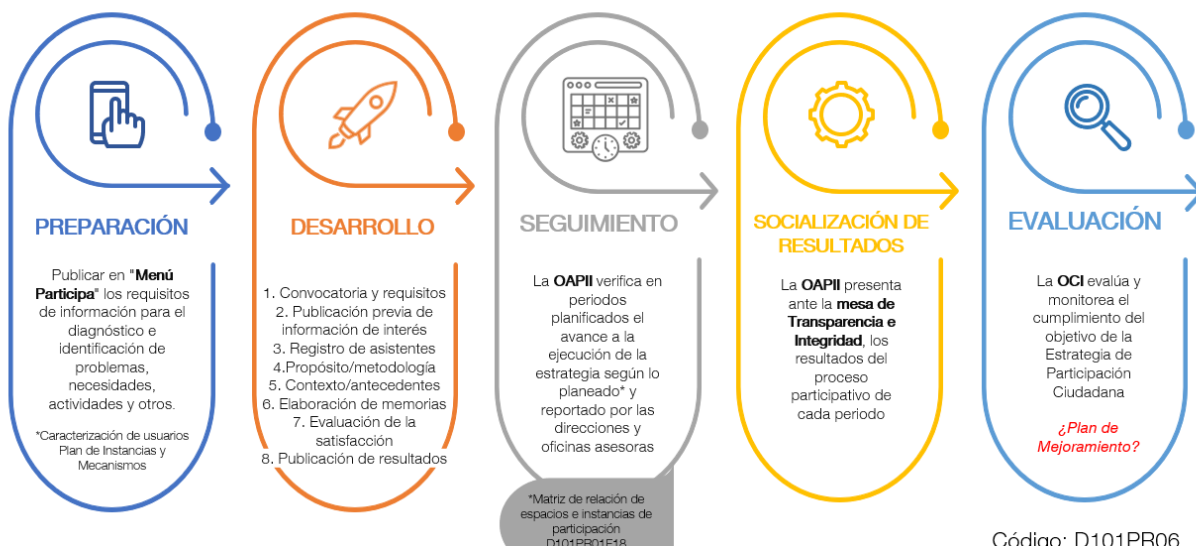 PREPARACIÓN
Publicar en "Menú
Participa" los requisitos
de información para el
diagnóstico e
identificación de
problemas,
necesidades,
actividades y otros.
*Caracterización de usuarios
Plan de Instancias y
Mecanismos
DESARROLLO
1. Convocatoria y requisitos
2. Publicación previa de
información de interés
3. Registro de asistentes
4.Propósito/metodología
5. Contexto/antecedentes
6. Elaboración de memorias
7. Evaluación de la
satisfacción
8. Publicación de resultados
SEGUIMIENTO
La OAPII verifica en
periodos
planificados el
avance a la
ejecución de la
estrategia según lo
planeado* y
reportado por las
direcciones y
oficinas asesoras
*Matriz de relación de
espacios e instancias de
participación
D101PR01F18
SOCIALIZACIÓN DE
RESULTADOS
La OAPII presenta
ante la mesa de
Transparencia e
Integridad, los
resultados del
proceso
participativo de
cada periodo
EVALUACIÓN
La OCI evalúa y
monitorea el
cumplimiento del
objetivo de la
Estrategia de
Participación
Ciudadana
¿Plan de
Mejoramiento?
Código: D101PR06